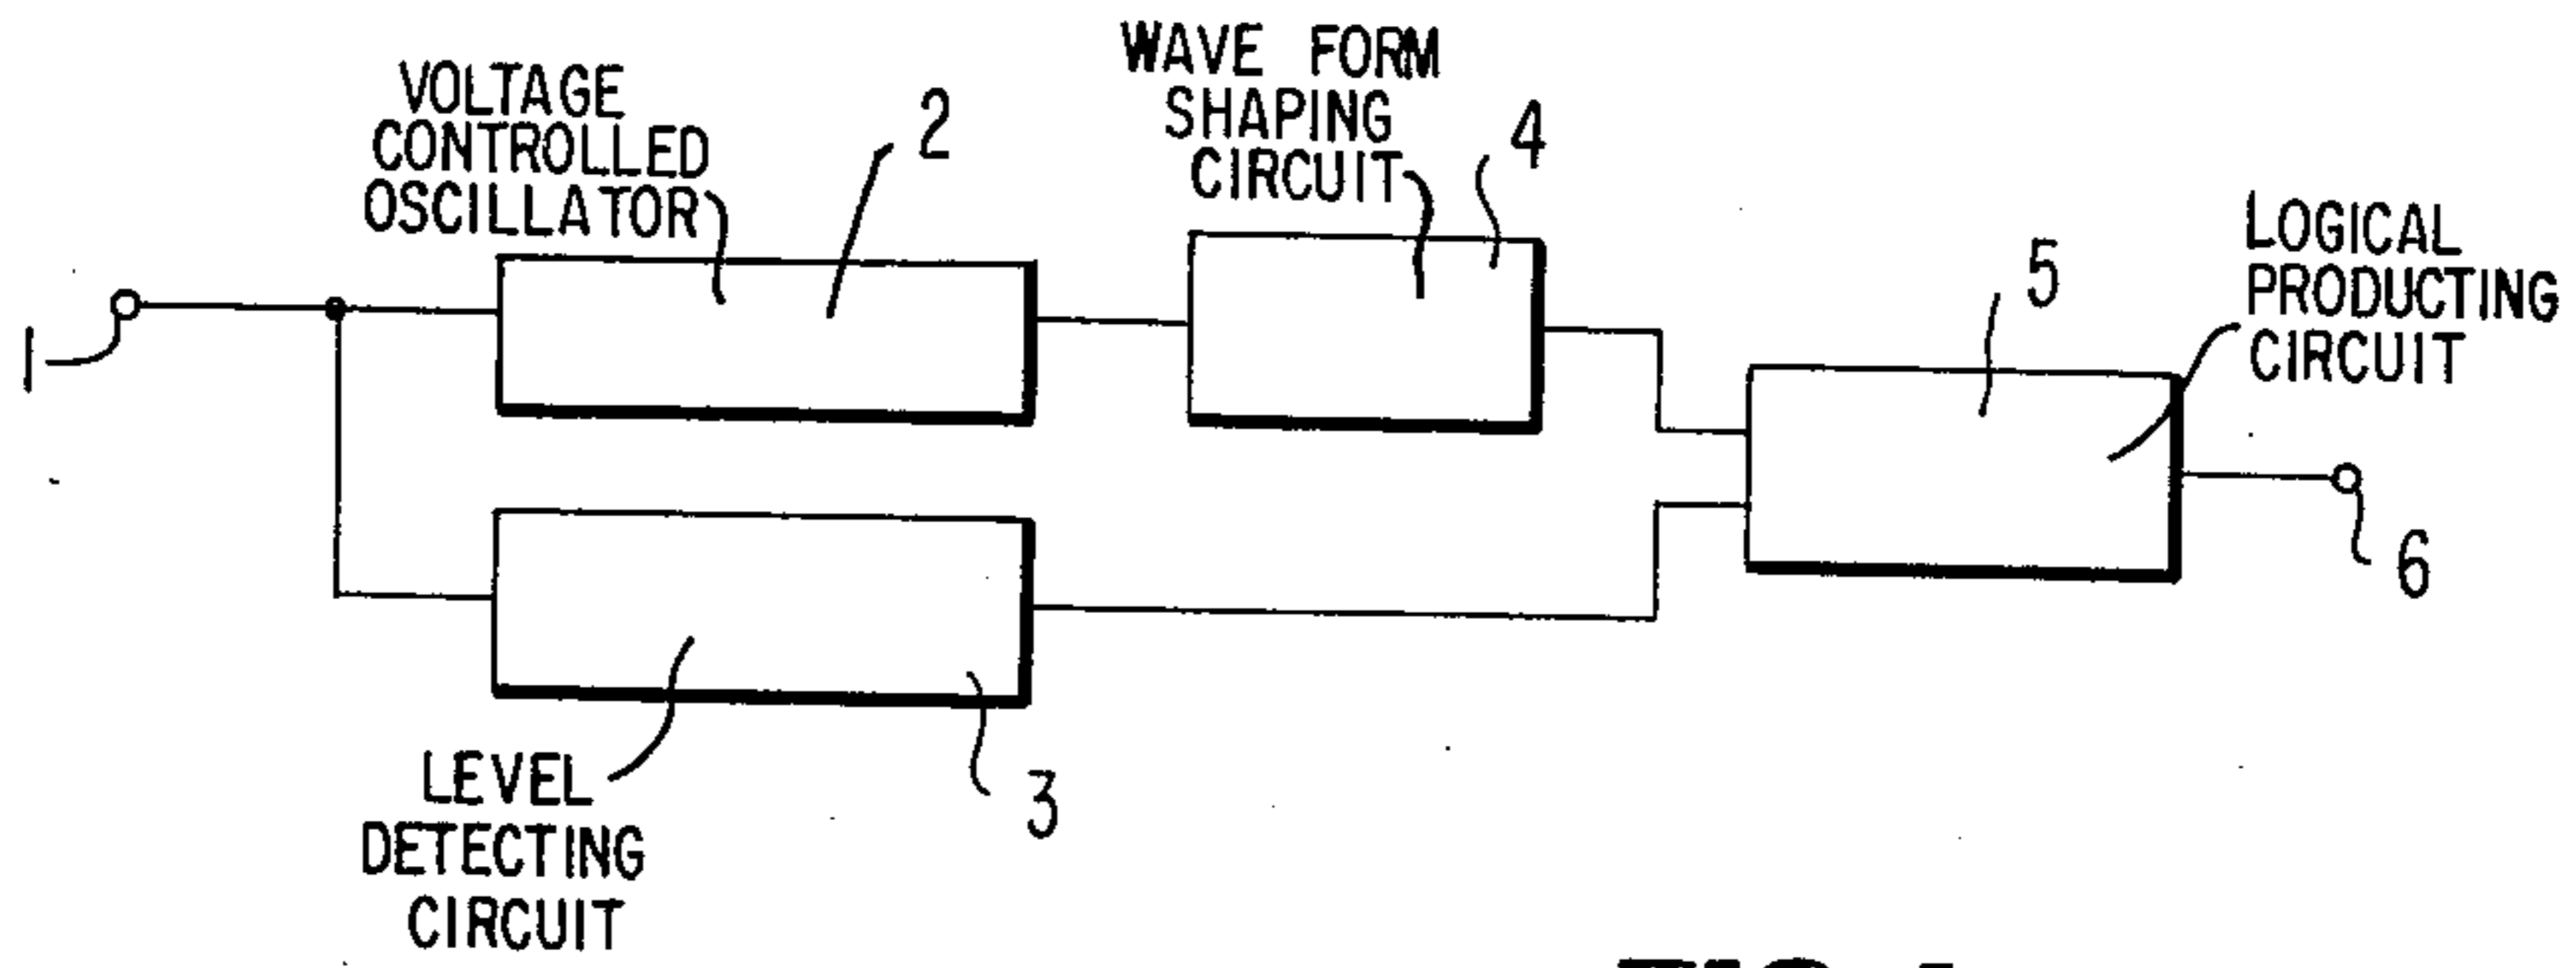 VOLTAGE
CONTROLLED
OSCILLATOR
2
WAVE FORM
SHAPING
CIRCUIT
4
5
LOGICAL
PRODUCTING
CIRCUIT
1
6
LEVEL
DETECTING
CIRCUIT
3